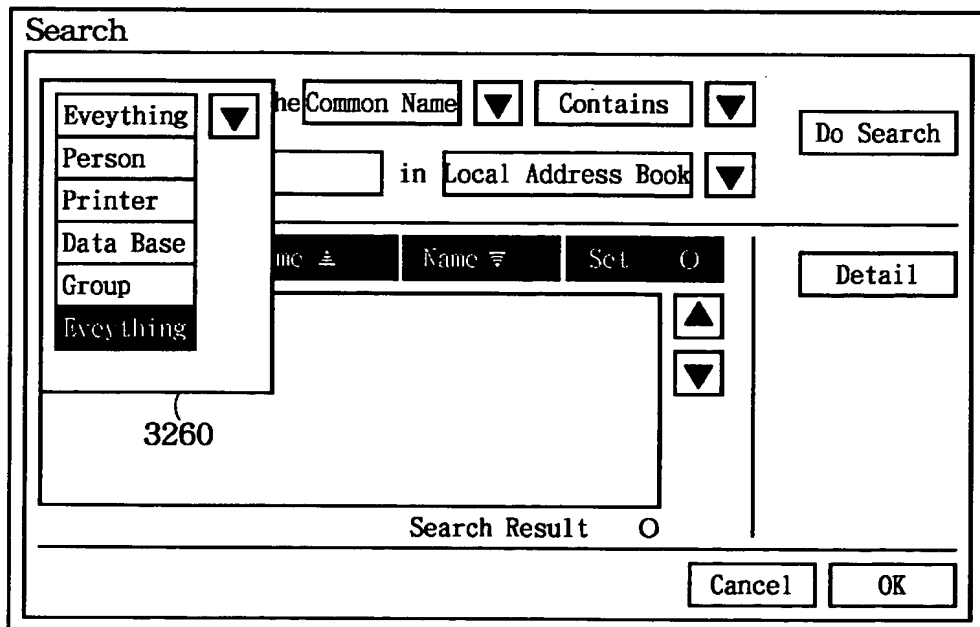 Search
Eveything he Common Name Contains
Do Search
Person
in Local Address Book
Printer
Data Base
me Name Set O
Detail
Group
Eveything
3260
Search Result O
Cancel OK